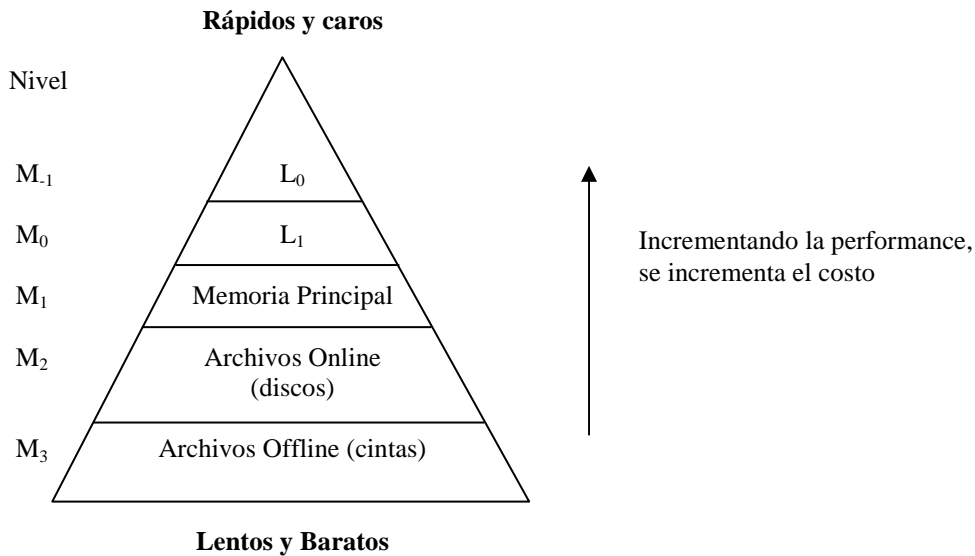 Rápidos y caros
Nivel
M₋₁ L₀
M₀ L₁
Incrementando la performance,
se incrementa el costo
M₁ Memoria Principal
M₂ Archivos Online
(discos)
M₃ Archivos Offline (cintas)
Lentos y Baratos